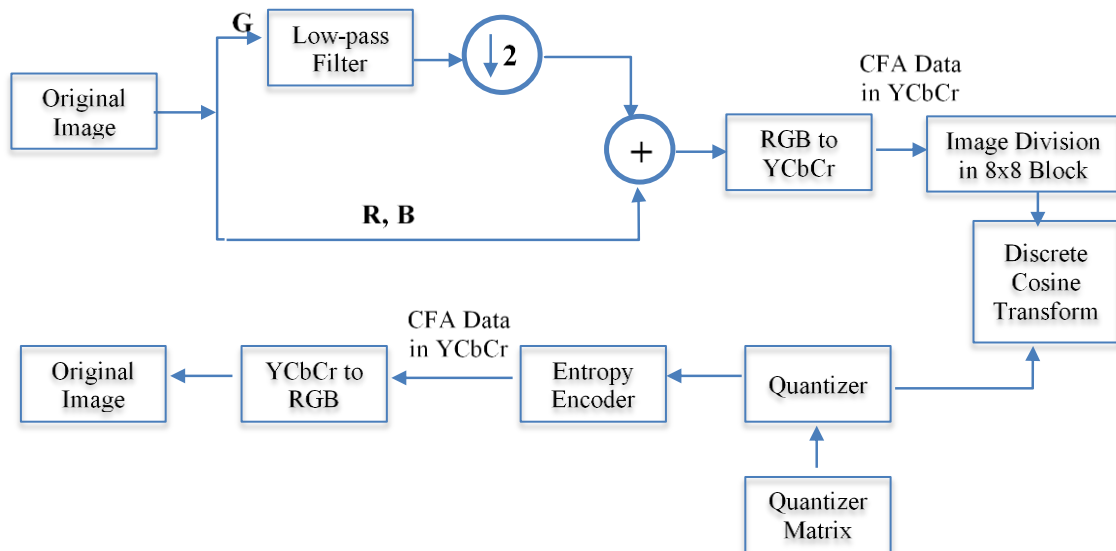 G
Low-pass
Filter
2
Original
Image
CFA Data
in YCbCr
+
RGB to
YCbCr
Image Division
in 8x8 Block
R, B
Discrete
Cosine
Transform
CFA Data
in YCbCr
Original
Image
YCbCr to
RGB
Entropy
Encoder
Quantizer
Quantizer
Matrix